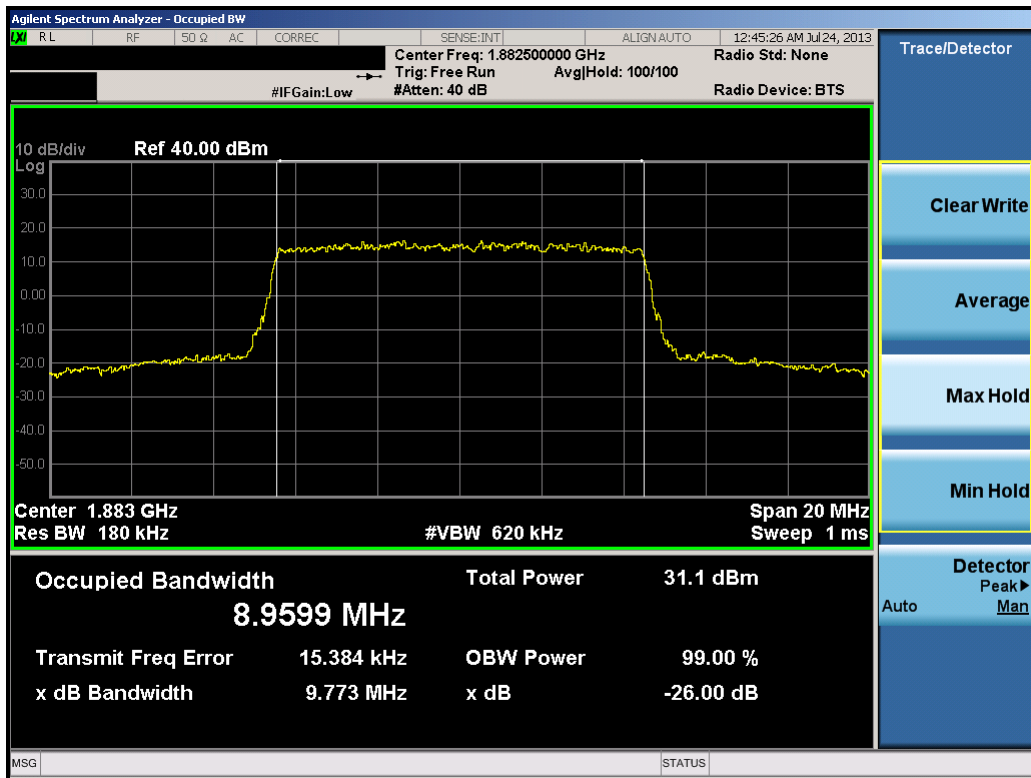 Agilent Spectrum Analyzer - Occupied BW
LXI RL RF 50 Ω AC CORREC SENSE:INT ALIGN AUTO 12:45:26 AM Jul 24, 2013
Center Freq: 1.882500000 GHz Radio Std: None
Trig: Free Run Avg|Hold: 100/100
#IFGain:Low #Atten: 40 dB Radio Device: BTS
10 dB/div Ref 40.00 dBm
Log
30.0
20.0
10.0
0.00
-10.0
-20.0
-30.0
-40.0
-50.0
Center 1.883 GHz Span 20 MHz
Res BW 180 kHz #VBW 620 kHz Sweep 1 ms
Occupied Bandwidth Total Power 31.1 dBm
8.9599 MHz
Transmit Freq Error 15.384 kHz OBW Power 99.00 %
x dB Bandwidth 9.773 MHz x dB -26.00 dB
MSG STATUS
Trace/Detector
Clear Write
Average
Max Hold
Min Hold
Detector
Peak▶
Auto Man